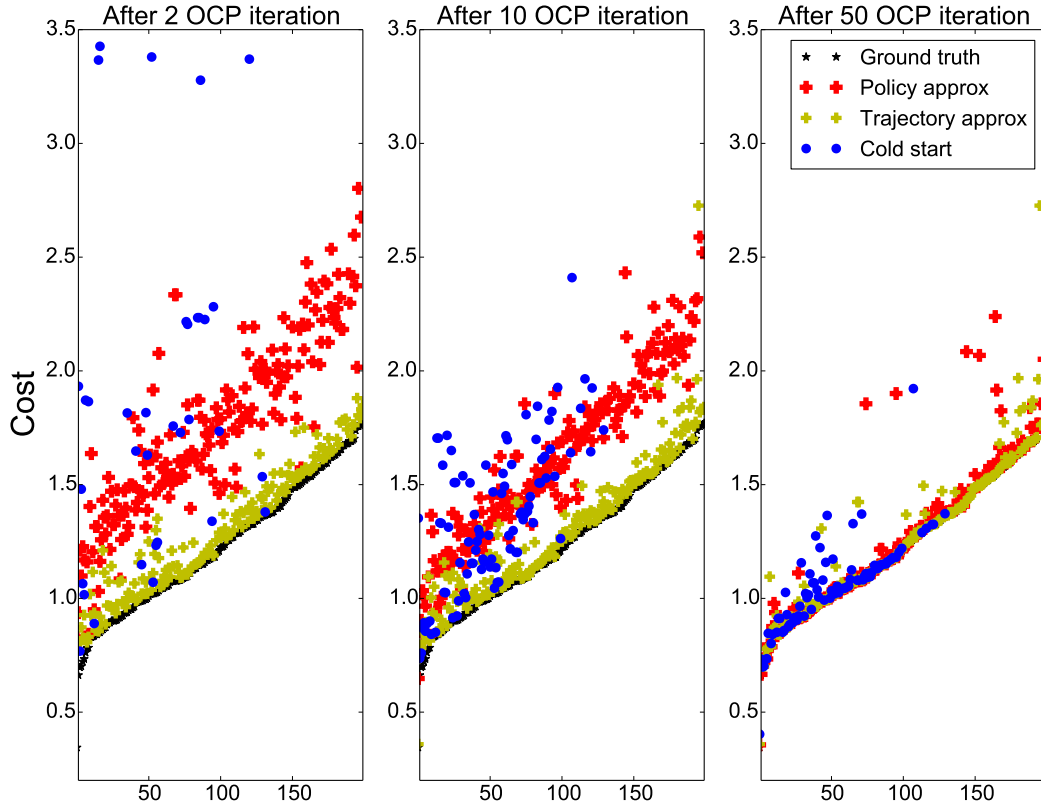 After 2 OCP iteration
After 10 OCP iteration
After 50 OCP iteration
Cost
3.5
3.0
2.5
2.0
1.5
1.0
0.5
50 100 150
3.5
3.0
2.5
2.0
1.5
1.0
0.5
50 100 150
3.5
3.0
2.5
2.0
1.5
1.0
0.5
50 100 150
Ground truth
Policy approx
Trajectory approx
Cold start